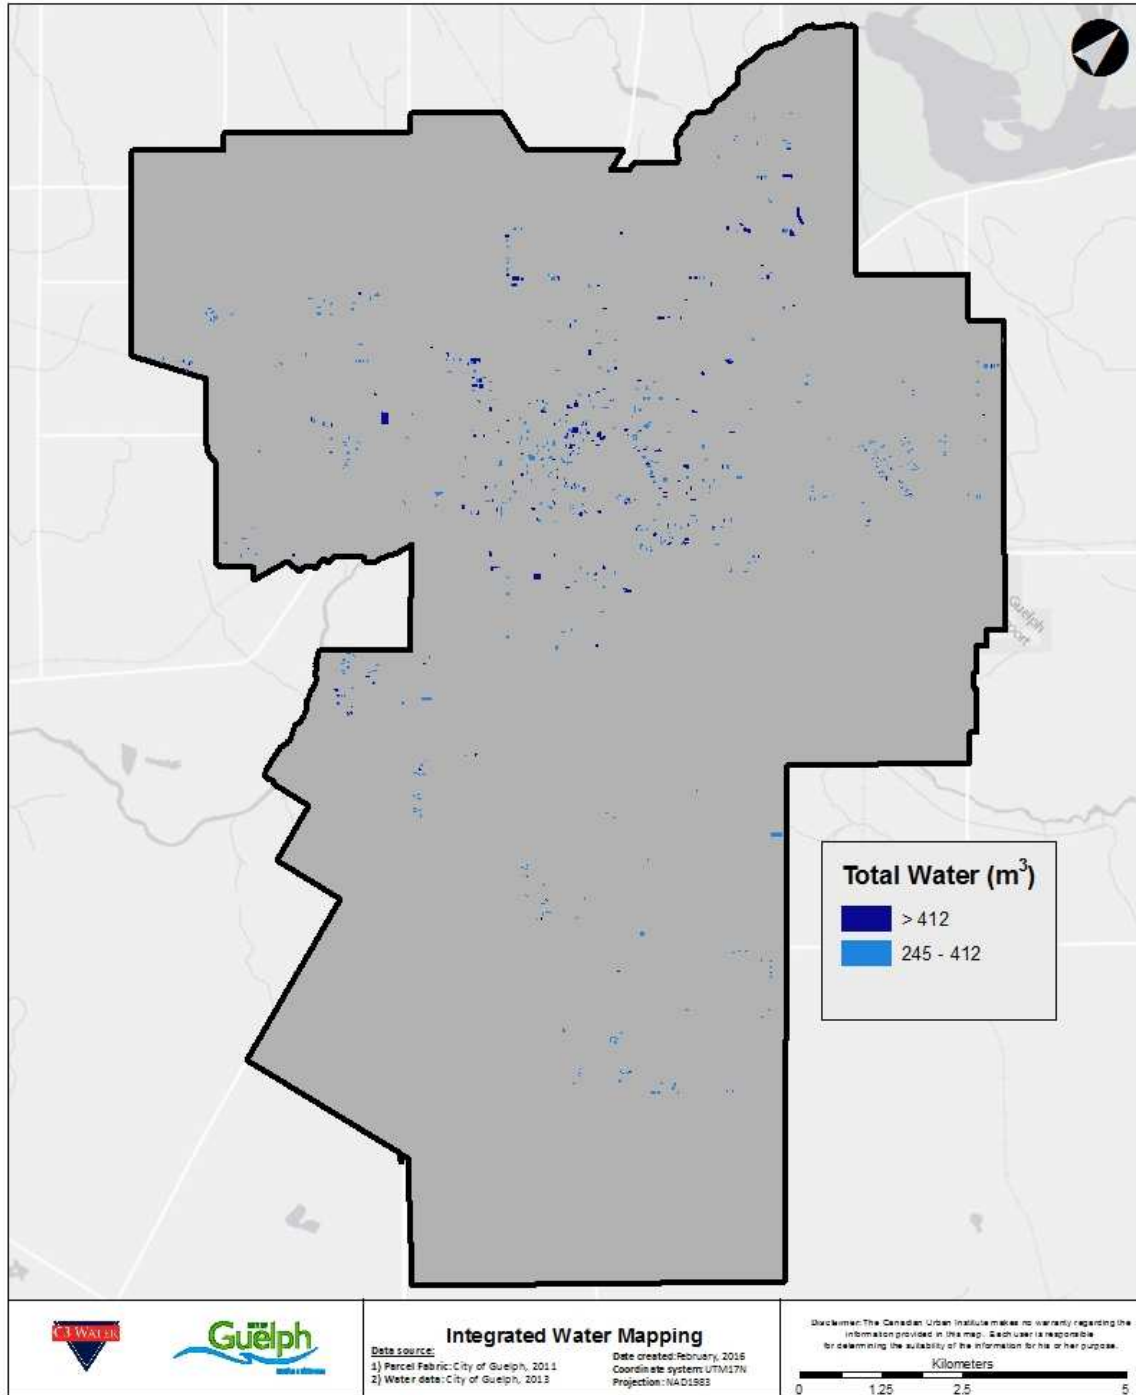 Guelph
Total Water (m³)
> 412
245 - 412
C3 WATER
Guelph
Integrated Water Mapping
Data source:
1) Parcel Fabric: City of Guelph, 2011
2) Water data: City of Guelph, 2013
Date created: February, 2016
Coordinate system: UTM17N
Projection: NAD1983
Disclaimer: The Canadian Urban Institute makes no warranty regarding the
information provided in this map. Each user is responsible
for determining the suitability of the information for his or her purpose.
Kilometers
0 1.25 2.5 5